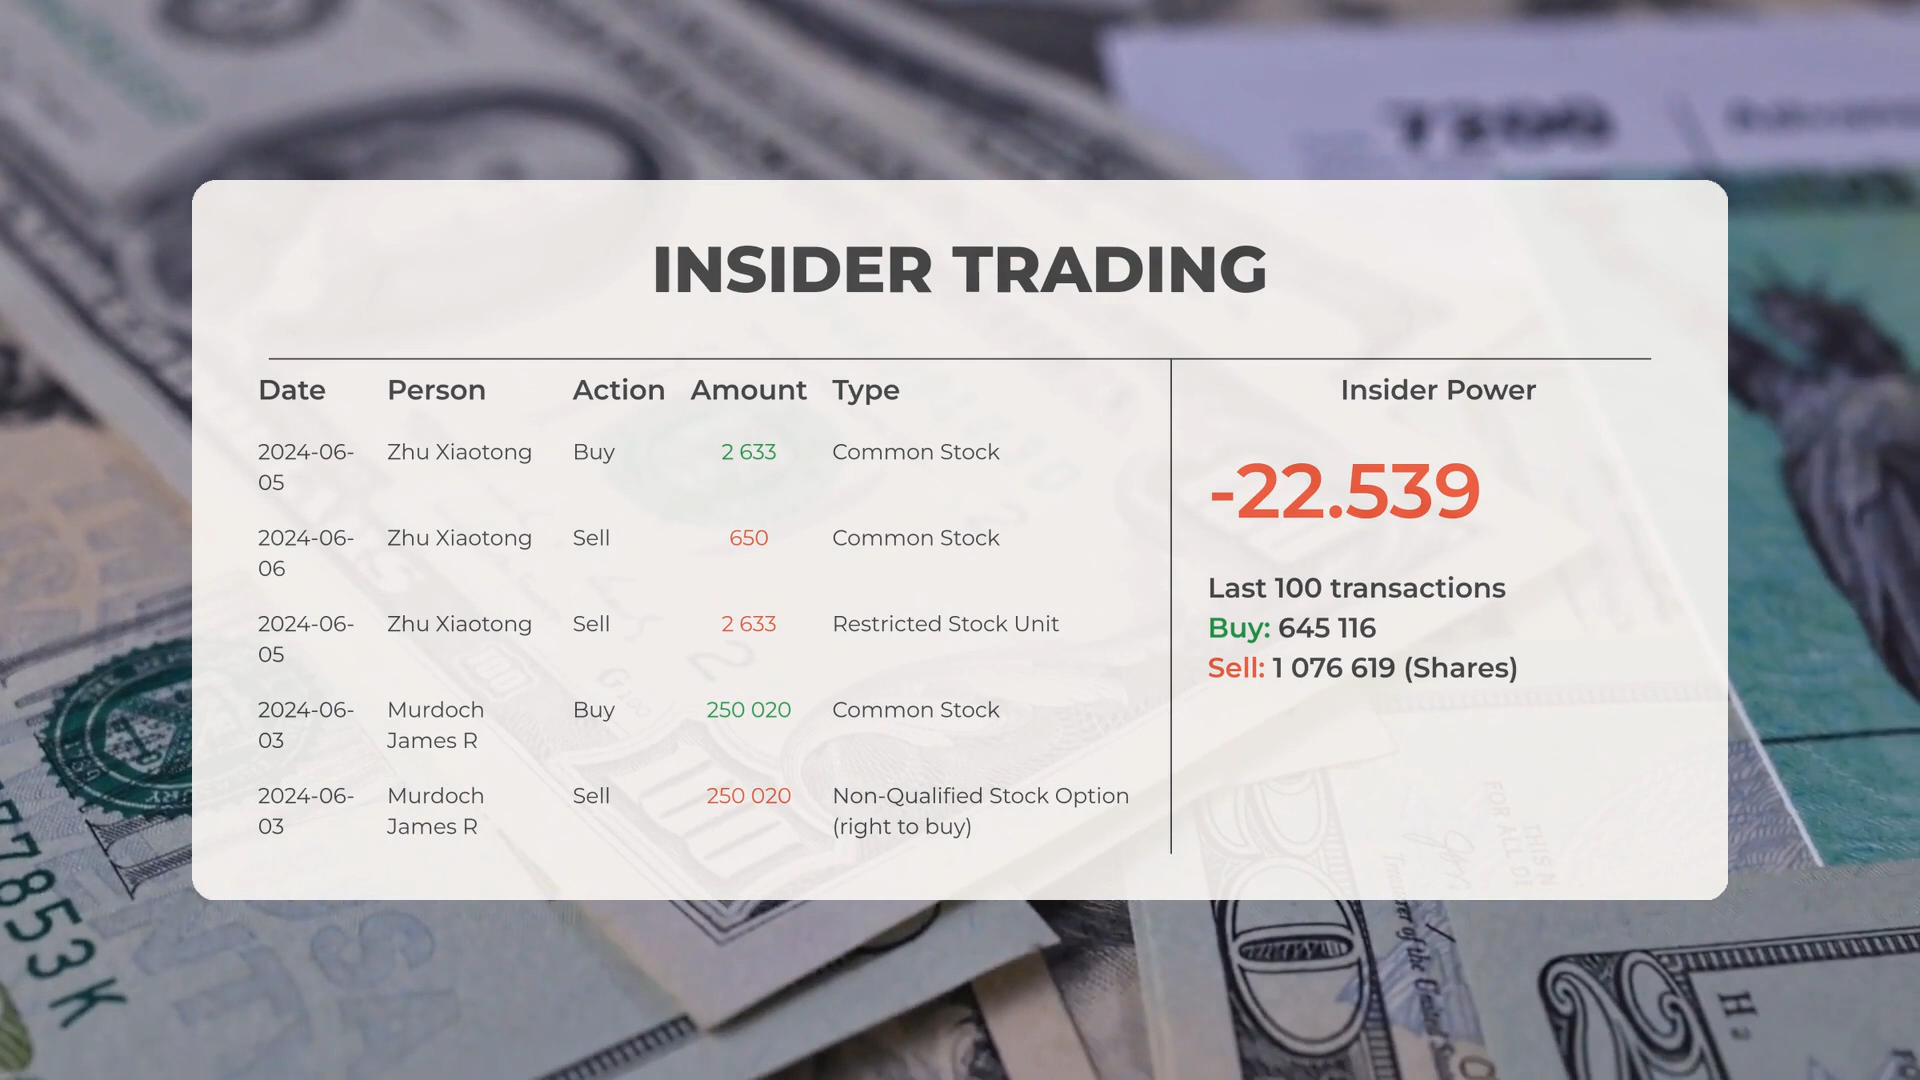 INSIDER TRADING
Date Person Action Amount Type
2024-06-
05
Zhu Xiaotong Buy 2 633 Common Stock
2024-06-
06
Zhu Xiaotong Sell 650 Common Stock
2024-06-
05
Zhu Xiaotong Sell 2 633 Restricted Stock Unit
2024-06-
03
Murdoch
James R
Buy 250 020 Common Stock
2024-06-
03
Murdoch
James R
Sell 250 020 Non-Qualified Stock Option
(right to buy)
Insider Power
-22.539
Last 100 transactions
Buy: 645 116
Sell: 1 076 619 (Shares)
77853K